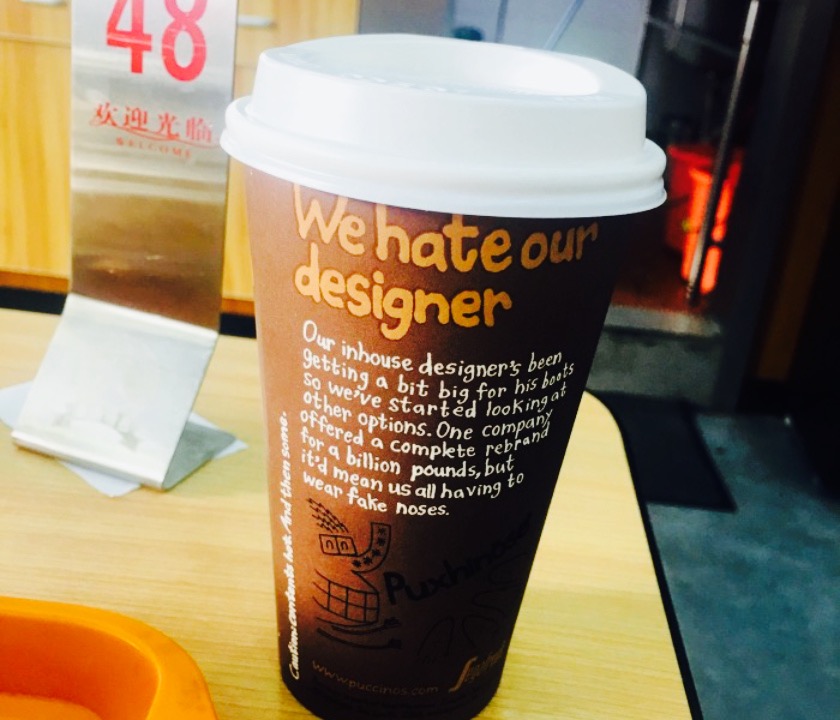 48
欢迎光临
WELCOME
We hate our
designer
Our inhouse designer's been
getting a bit big for his boots
so we've started looking at
other options. One company
offered a complete rebrand
for a billion pounds, but
it'd mean us all having to
wear fake noses.
Caution: contents hot. And then some.
www.puccinos.com